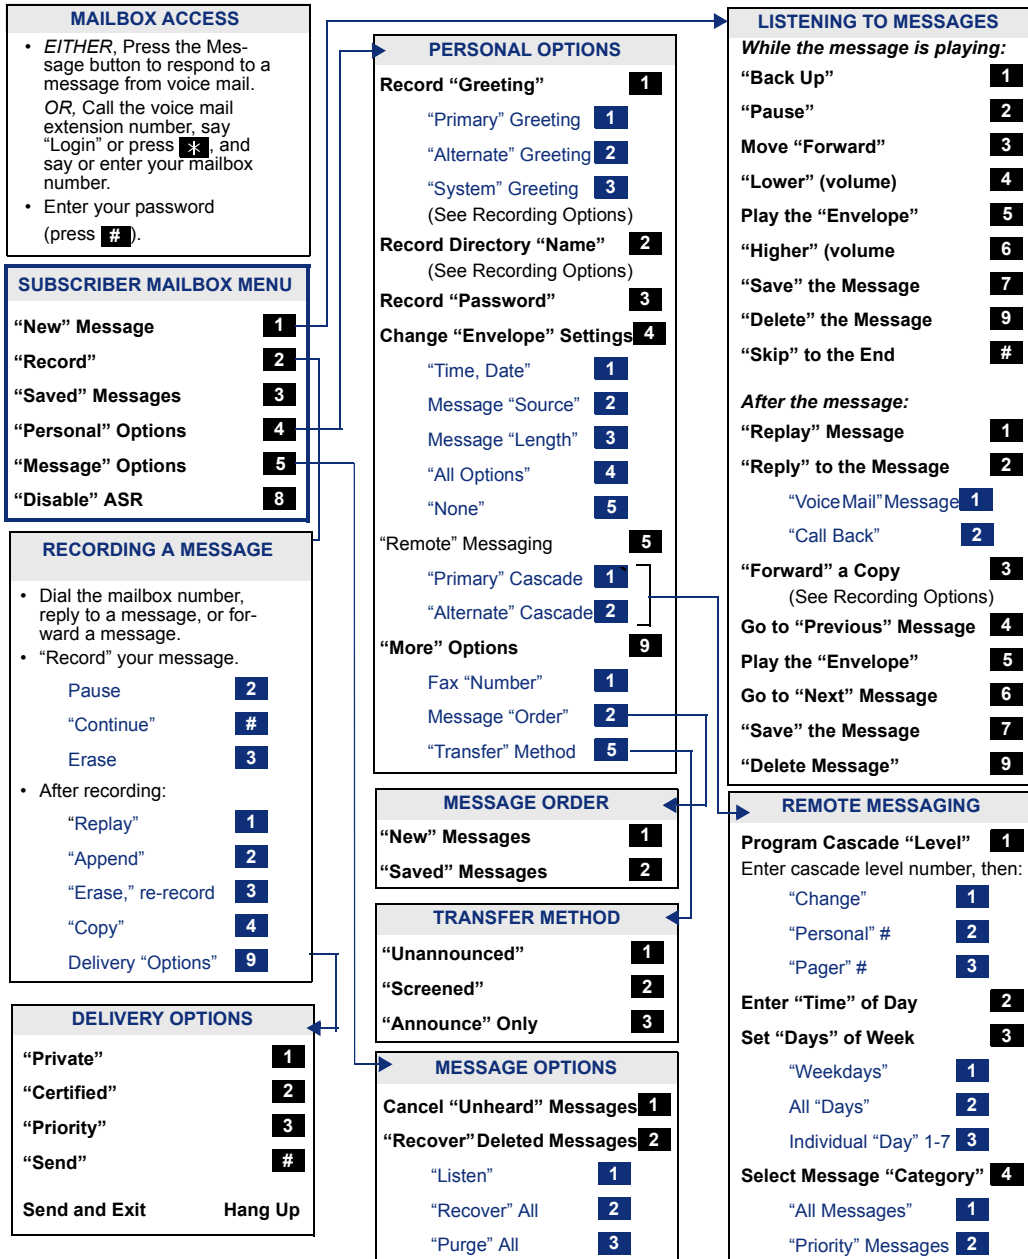 MAILBOX ACCESS
• EITHER, Press the Mes-
sage button to respond to a
message from voice mail.
OR, Call the voice mail
extension number, say
“Login” or press * , and
say or enter your mailbox
number.
• Enter your password
(press # ).
SUBSCRIBER MAILBOX MENU
“New” Message 1
“Record” 2
“Saved” Messages 3
“Personal” Options 4
“Message” Options 5
“Disable” ASR 8
RECORDING A MESSAGE
• Dial the mailbox number,
reply to a message, or for-
ward a message.
• “Record” your message.
Pause 2
“Continue” #
Erase 3
• After recording:
“Replay” 1
“Append” 2
“Erase,” re-record 3
“Copy” 4
Delivery “Options” 9
DELIVERY OPTIONS
“Private” 1
“Certified” 2
“Priority” 3
“Send” #
Send and Exit Hang Up
PERSONAL OPTIONS
Record “Greeting” 1
“Primary” Greeting 1
“Alternate” Greeting 2
“System” Greeting 3
(See Recording Options)
Record Directory “Name” 2
(See Recording Options)
Record “Password” 3
Change “Envelope” Settings 4
“Time, Date” 1
Message “Source” 2
Message “Length” 3
“All Options” 4
“None” 5
“Remote” Messaging 5
“Primary” Cascade 1
“Alternate” Cascade 2
“More” Options 9
Fax “Number” 1
Message “Order” 2
“Transfer” Method 5
MESSAGE ORDER
“New” Messages 1
“Saved” Messages 2
TRANSFER METHOD
“Unannounced” 1
“Screened” 2
“Announce” Only 3
MESSAGE OPTIONS
Cancel “Unheard” Messages 1
“Recover” Deleted Messages 2
“Listen” 1
“Recover” All 2
“Purge” All 3
LISTENING TO MESSAGES
While the message is playing:
“Back Up” 1
“Pause” 2
Move “Forward” 3
“Lower” (volume) 4
Play the “Envelope” 5
“Higher” (volume 6
“Save” the Message 7
“Delete” the Message 9
“Skip” to the End #
After the message:
“Replay” Message 1
“Reply” to the Message 2
“Voice Mail” Message 1
“Call Back” 2
“Forward” a Copy 3
(See Recording Options)
Go to “Previous” Message 4
Play the “Envelope” 5
Go to “Next” Message 6
“Save” the Message 7
“Delete Message” 9
REMOTE MESSAGING
Program Cascade “Level” 1
Enter cascade level number, then:
“Change” 1
“Personal” # 2
“Pager” # 3
Enter “Time” of Day 2
Set “Days” of Week 3
“Weekdays” 1
All “Days” 2
Individual “Day” 1-7 3
Select Message “Category” 4
“All Messages” 1
“Priority” Messages 2